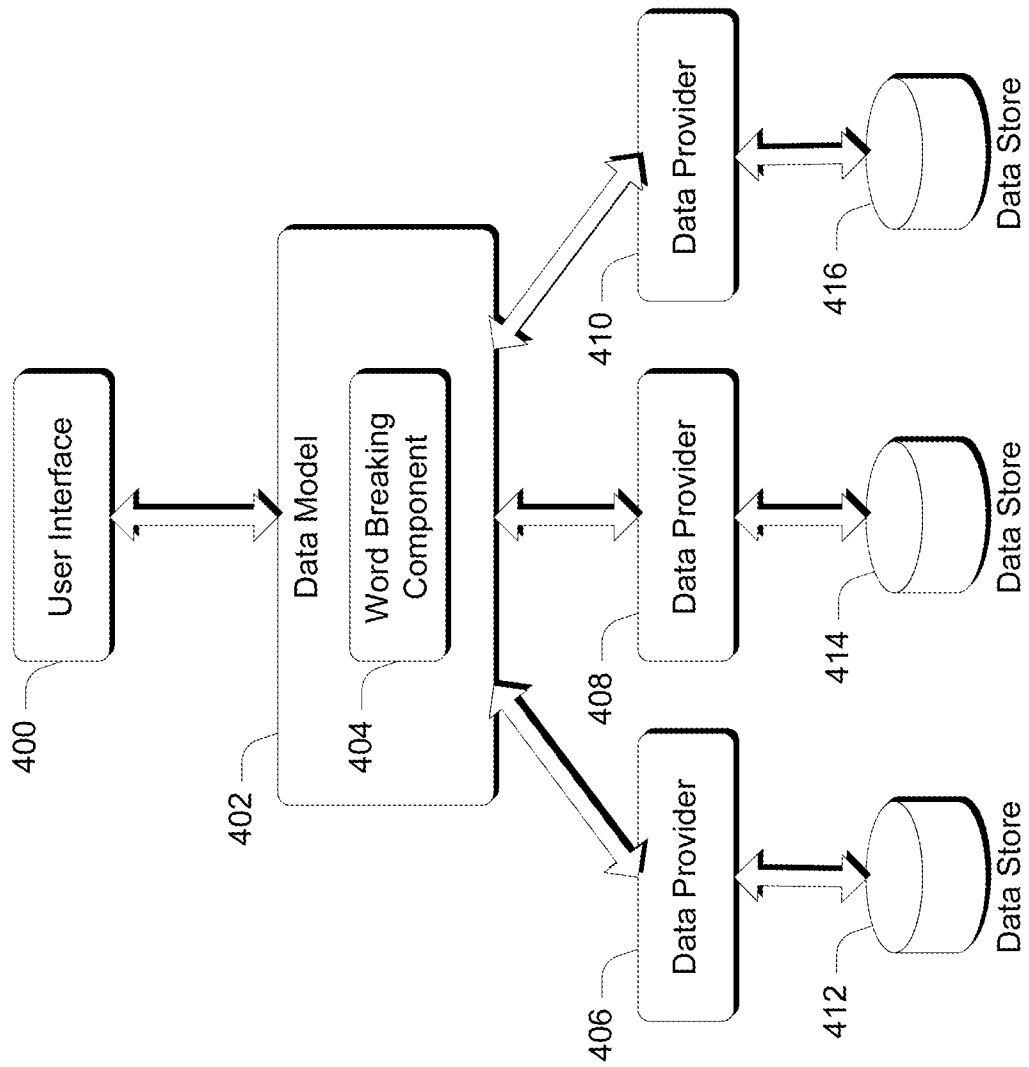 User Interface
400
Data Model
402
Word Breaking
Component
404
Data Provider
406
Data Provider
408
Data Provider
410
412
Data Store
414
Data Store
416
Data Store